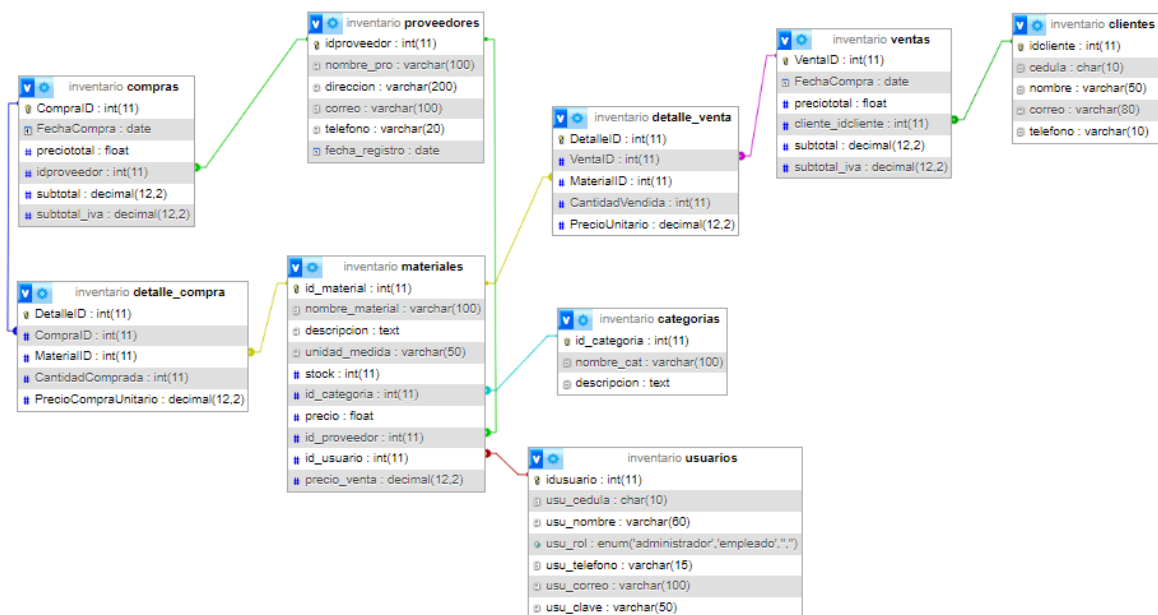 inventario proveedores
idproveedor : int(11)
nombre_pro : varchar(100)
direccion : varchar(200)
correo : varchar(100)
telefono : varchar(20)
fecha_registro : date
inventario compras
CompraID : int(11)
FechaCompra : date
preciototal : float
idproveedor : int(11)
subtotal : decimal(12,2)
subtotal_iva : decimal(12,2)
inventario detalle_compra
DetalleID : int(11)
CompraID : int(11)
MaterialID : int(11)
CantidadComprada : int(11)
PrecioCompraUnitario : decimal(12,2)
inventario materiales
id_material : int(11)
nombre_material : varchar(100)
descripcion : text
unidad_medida : varchar(50)
stock : int(11)
id_categoria : int(11)
precio : float
id_proveedor : int(11)
id_usuario : int(11)
precio_venta : decimal(12,2)
inventario detalle_venta
DetalleID : int(11)
VentaID : int(11)
MaterialID : int(11)
CantidadVendida : int(11)
PrecioUnitario : decimal(12,2)
inventario ventas
VentaID : int(11)
FechaCompra : date
preciototal : float
cliente_idcliente : int(11)
subtotal : decimal(12,2)
subtotal_iva : decimal(12,2)
inventario clientes
idcliente : int(11)
cedula : char(10)
nombre : varchar(50)
correo : varchar(80)
telefono : varchar(10)
inventario categorias
id_categoria : int(11)
nombre_cat : varchar(100)
descripcion : text
inventario usuarios
idusuario : int(11)
usu_cedula : char(10)
usu_nombre : varchar(60)
usu_rol : enum('administrador','empleado','','')
usu_telefono : varchar(15)
usu_correo : varchar(100)
usu_clave : varchar(50)